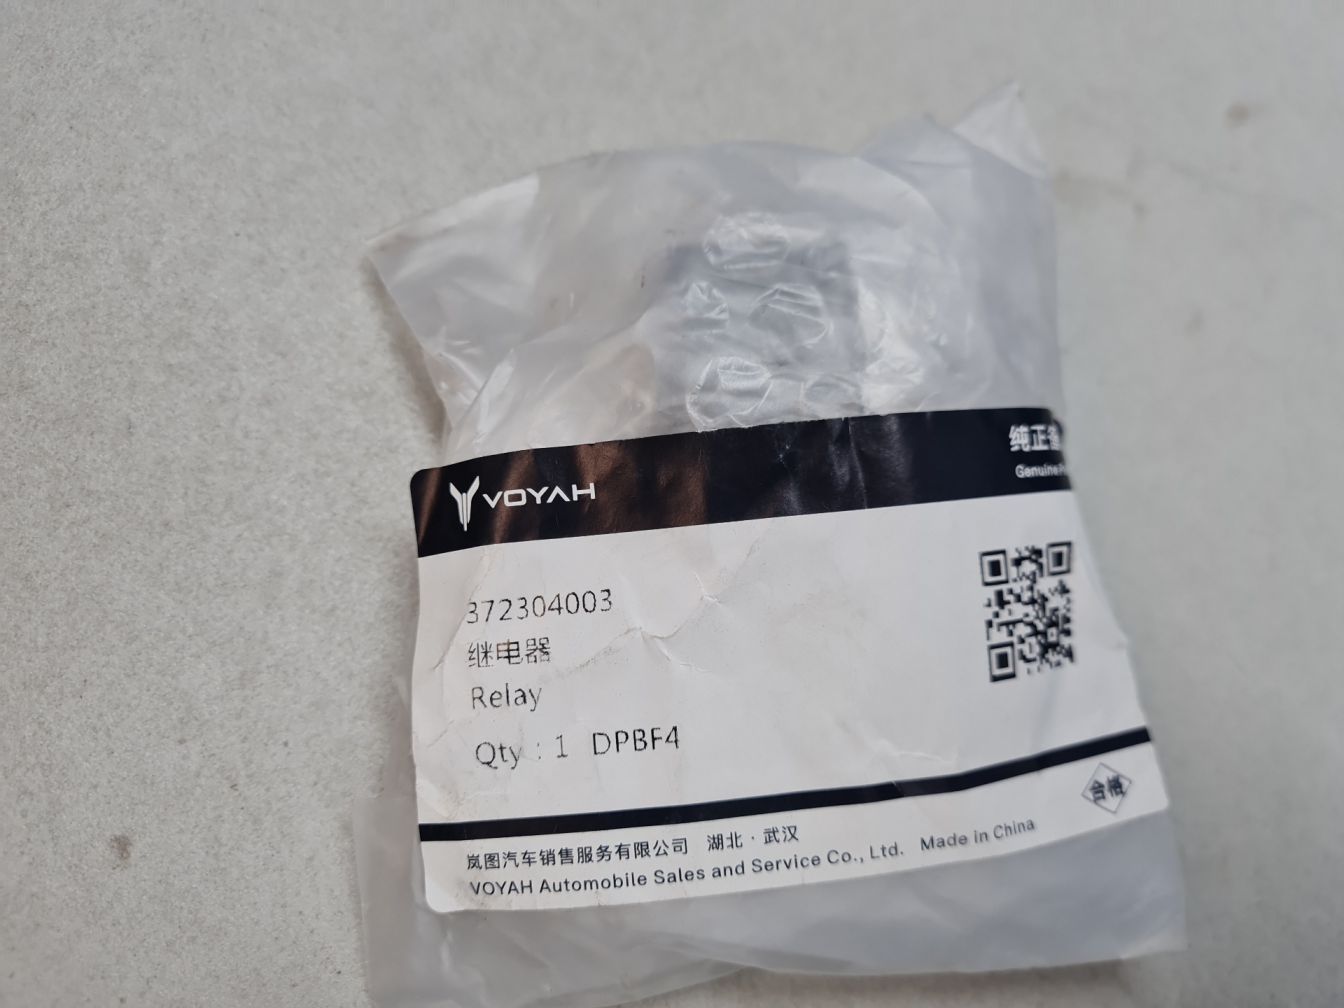 VOYAH
纯正
Genuine
372304003
继电器
Relay
Qty : 1 DPBF4
合格
岚图汽车销售服务有限公司 湖北·武汉
VOYAH Automobile Sales and Service Co., Ltd. Made in China